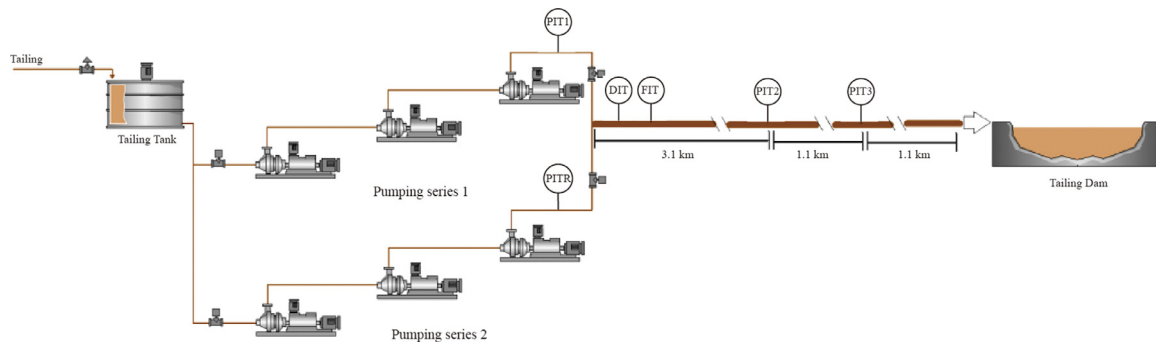 PIT1
Tailing
DIT
FIT
PIT2
PIT3
Tailing Tank
3.1 km
1.1 km
1.1 km
Pumping series 1
PITR
Tailing Dam
Pumping series 2